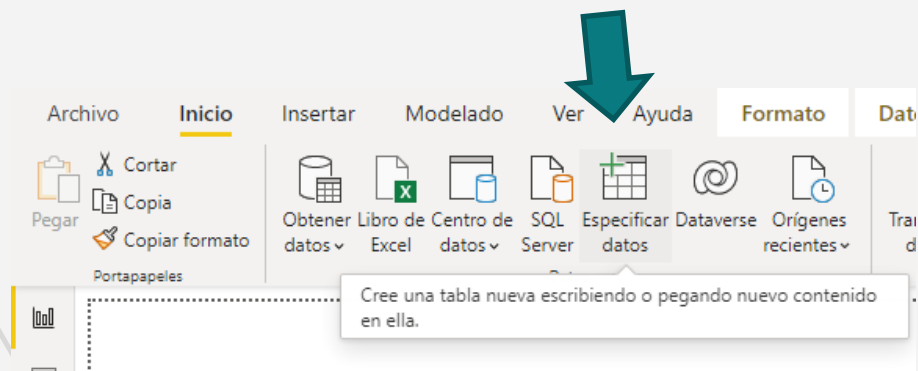 Archivo Inicio Insertar Modelado Ver Ayuda Formato
Pegar
Cortar
Copia
Copiar formato
Portapapeles
Obtener datos
Libro de Excel
Centro de datos
SQL Server
Especificar datos
Dataverse
Orígenes recientes
Cree una tabla nueva escribiendo o pegando nuevo contenido
en ella.